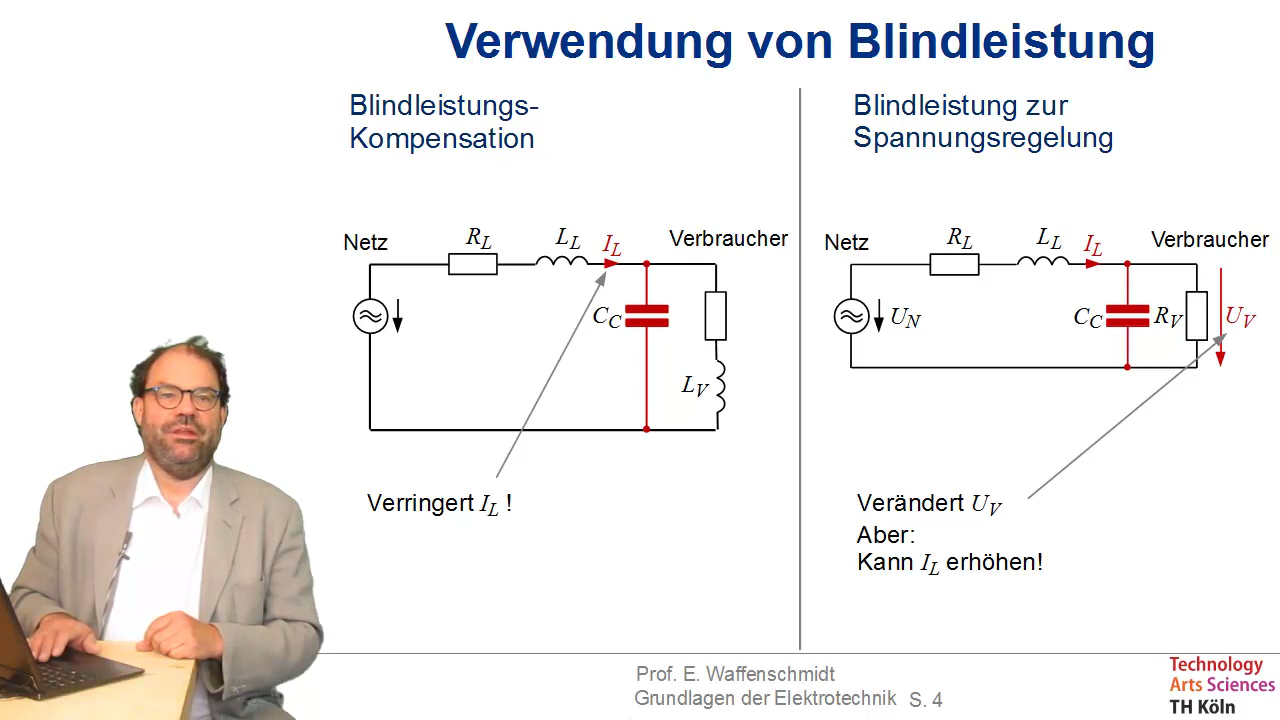 Verwendung von Blindleistung
Blindleistungs-
Kompensation
Netz
R_L
L_L
I_L
Verbraucher
C_C
L_V
Verringert I_L !
Blindleistung zur
Spannungsregelung
Netz
R_L
L_L
I_L
Verbraucher
U_N
C_C
R_V
U_V
Verändert U_V
Aber:
Kann I_L erhöhen!
Prof. E. Waffenschmidt
Grundlagen der Elektrotechnik S. 4
Technology
Arts Sciences
TH Köln